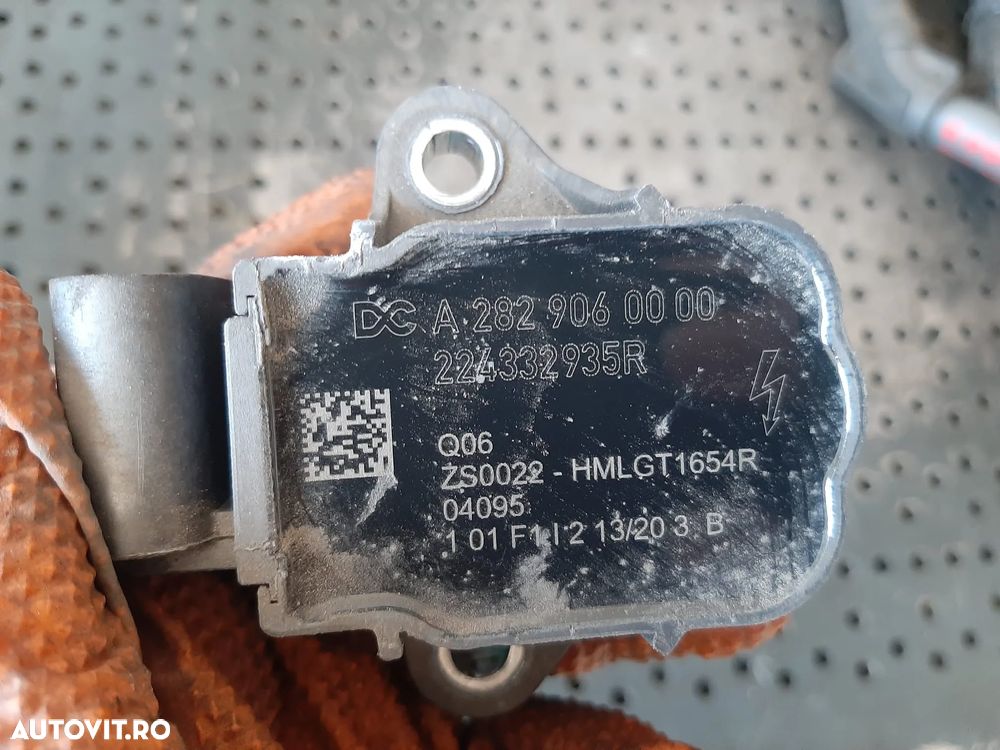 DC A 282 906 00 00
224332935R
Q06
ZS0022 - HMLGT1654R
04095
1 01 F1 I 2 13/20 3 B
AUTOVIT.RO